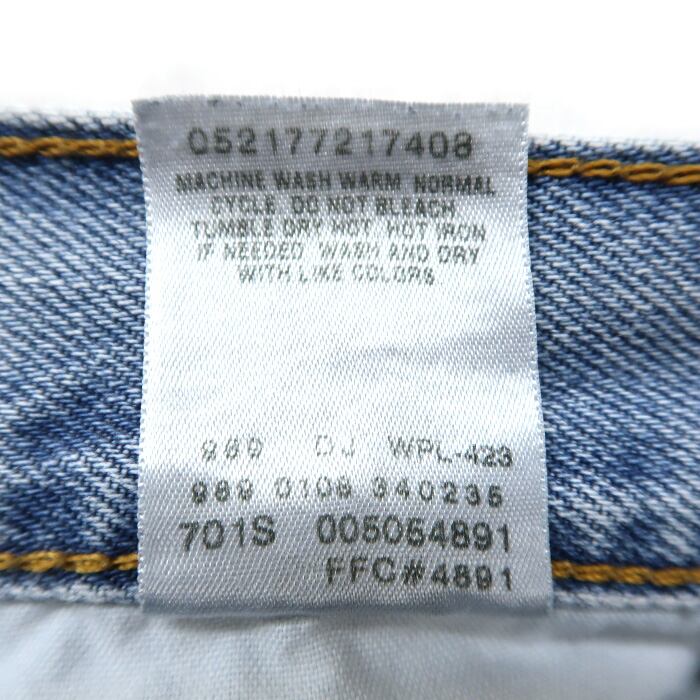 052177217408
MACHINE WASH WARM NORMAL
CYCLE DO NOT BLEACH
TUMBLE DRY HOT HOT IRON
IF NEEDED WASH AND DRY
WITH LIKE COLORS
989 DJ WPL-423
989 0106 340235
701S 005054891
FFC#4891